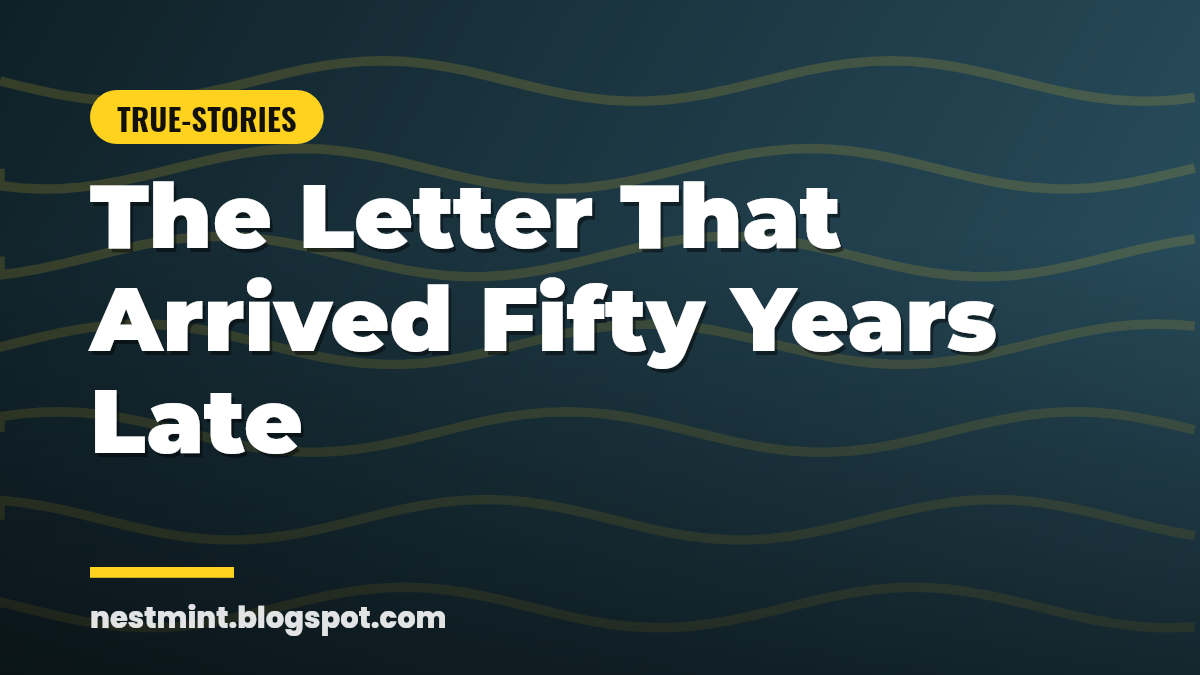 TRUE-STORIES
The Letter That
Arrived Fifty Years
Late
nestmint.blogspot.com